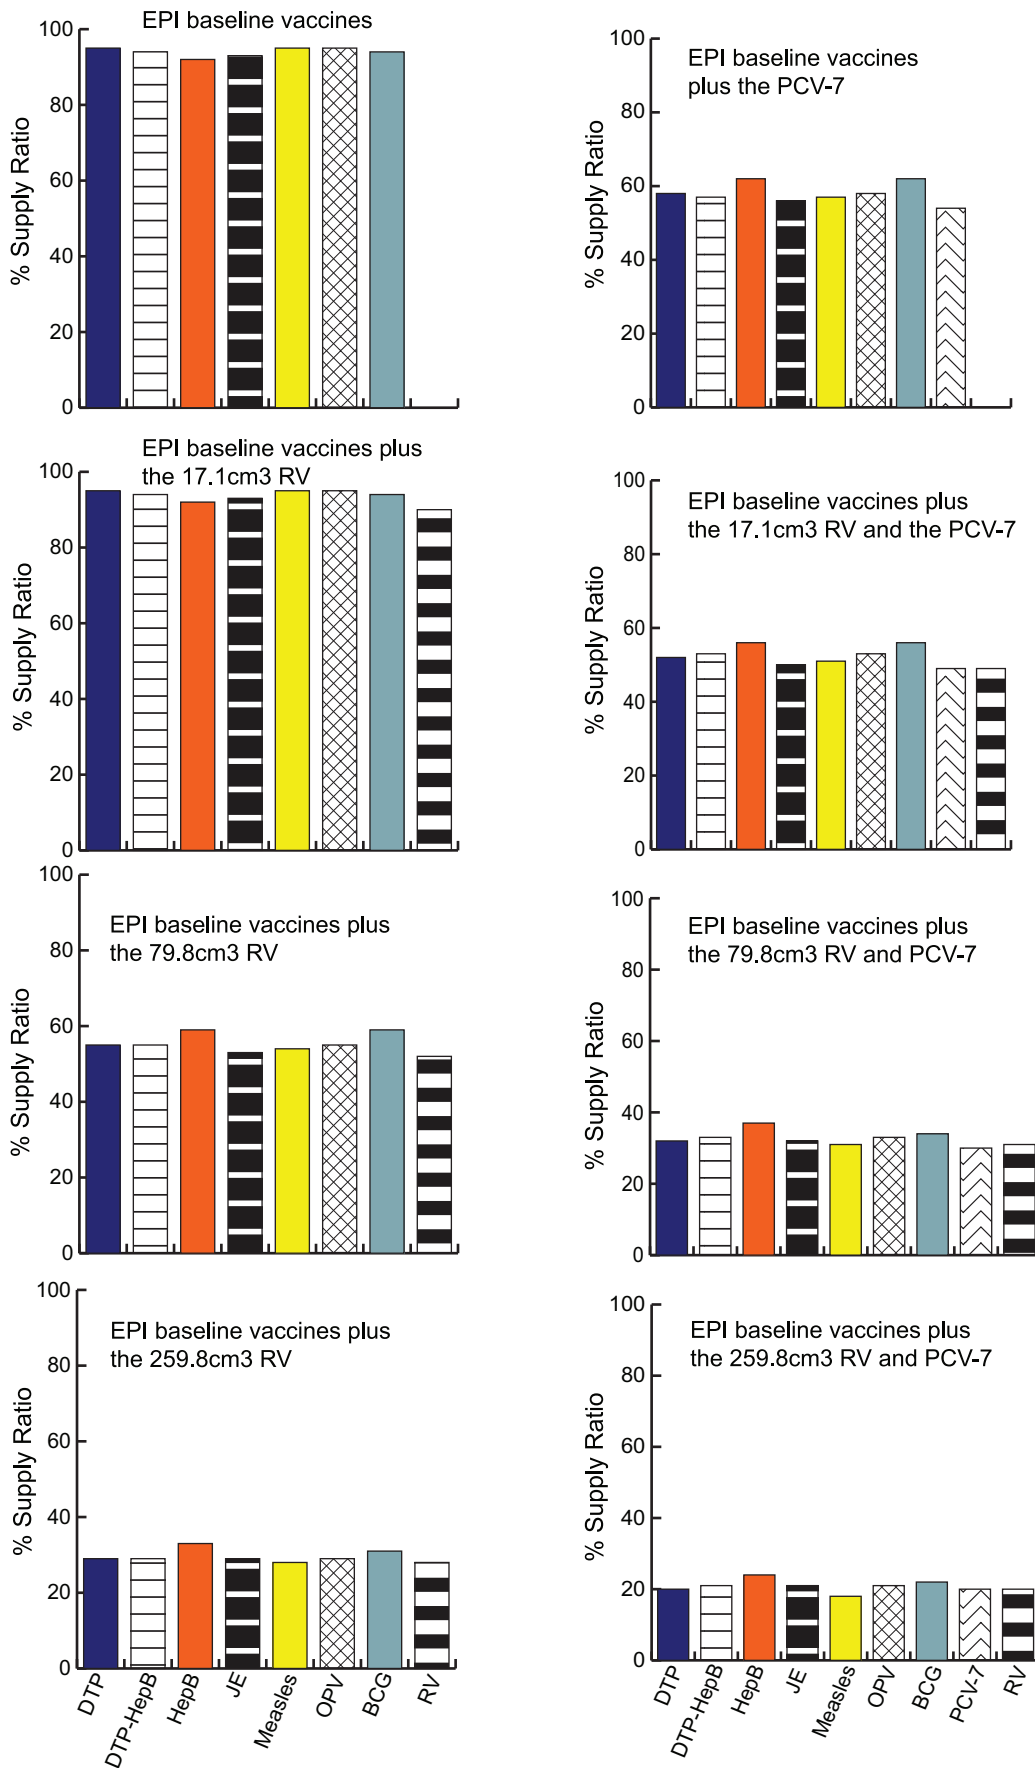 EPI baseline vaccines
% Supply Ratio
100
80
60
40
20
0
EPI baseline vaccines
plus the PCV-7
% Supply Ratio
100
80
60
40
20
0
EPI baseline vaccines plus
the 17.1cm3 RV
% Supply Ratio
100
80
60
40
20
0
EPI baseline vaccines plus
the 17.1cm3 RV and the PCV-7
% Supply Ratio
100
80
60
40
20
0
EPI baseline vaccines plus
the 79.8cm3 RV
% Supply Ratio
100
80
60
40
20
0
EPI baseline vaccines plus
the 79.8cm3 RV and PCV-7
% Supply Ratio
100
80
60
40
20
0
EPI baseline vaccines plus
the 259.8cm3 RV
% Supply Ratio
100
80
60
40
20
0
DTP
DTP-HepB
HepB
JE
Measles
OPV
BCG
RV
EPI baseline vaccines plus
the 259.8cm3 RV and PCV-7
% Supply Ratio
100
80
60
40
20
0
DTP
DTP-HepB
HepB
JE
Measles
OPV
BCG
PCV-7
RV